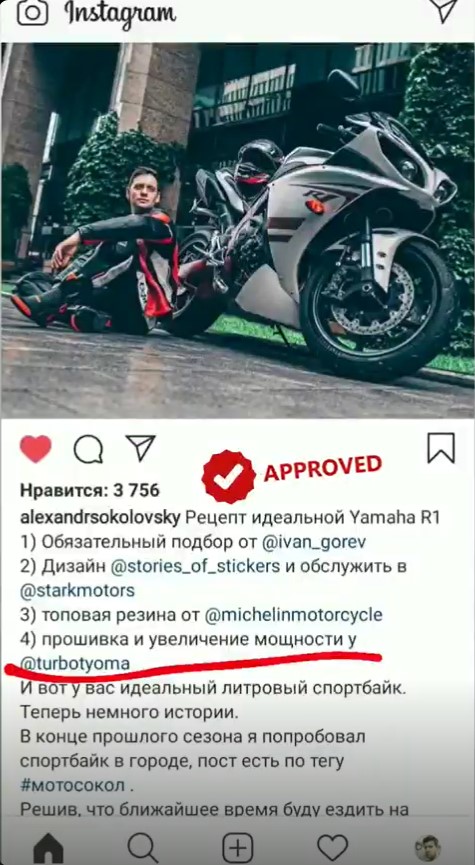 Instagram
R1
APPROVED
Нравится: 3 756
alexandrsokolovsky Рецепт идеальной Yamaha R1
1) Обязательный подбор от @ivan_gorev
2) Дизайн @stories_of_stickers и обслужить в
@starkmotors
3) топовая резина от @michelinmotorcycle
4) прошивка и увеличение мощности у
@turbotyoma
И вот у вас идеальный литровый спортбайк.
Теперь немного истории.
В конце прошлого сезона я попробовал
спортбайк в городе, пост есть по тегу
#мотосокол .
Решив, что ближайшее время буду ездить на